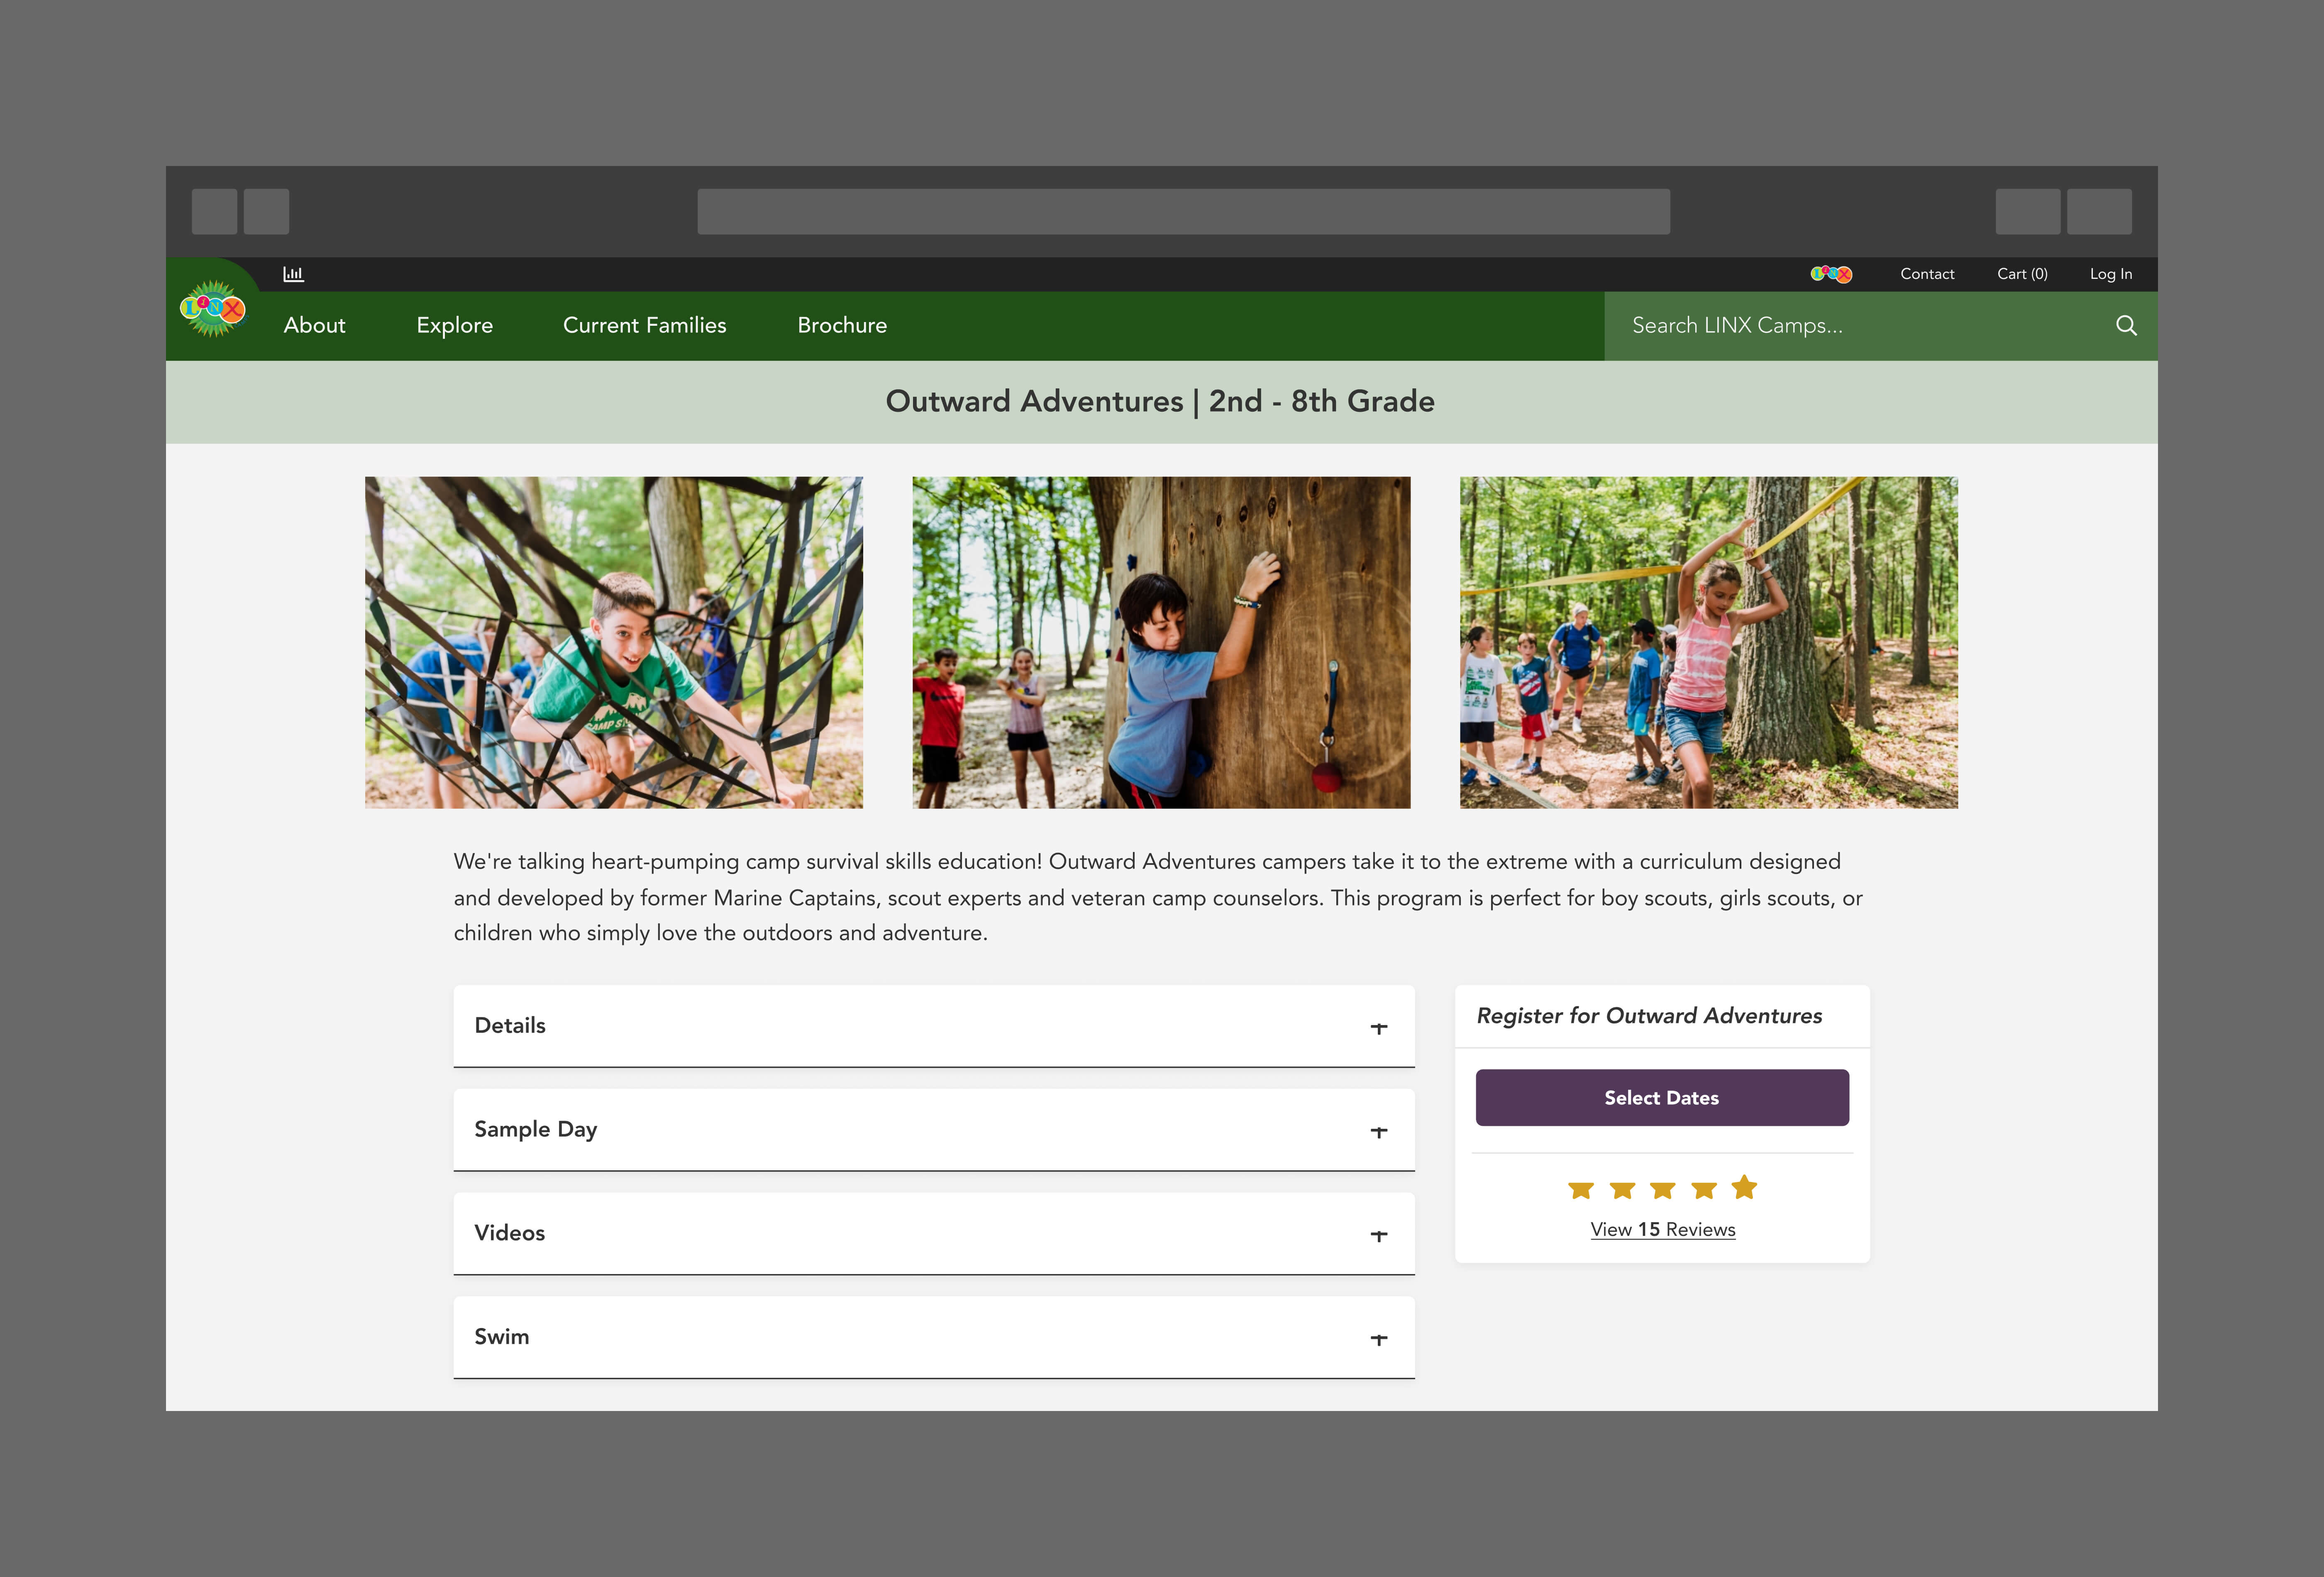 LINX
Contact
Cart (0)
Log In
LINX
About
Explore
Current Families
Brochure
Search LINX Camps...
Outward Adventures | 2nd - 8th Grade
We're talking heart-pumping camp survival skills education! Outward Adventures campers take it to the extreme with a curriculum designed
and developed by former Marine Captains, scout experts and veteran camp counselors. This program is perfect for boy scouts, girls scouts, or
children who simply love the outdoors and adventure.
Details
Sample Day
Videos
Swim
Register for Outward Adventures
Select Dates
View 15 Reviews